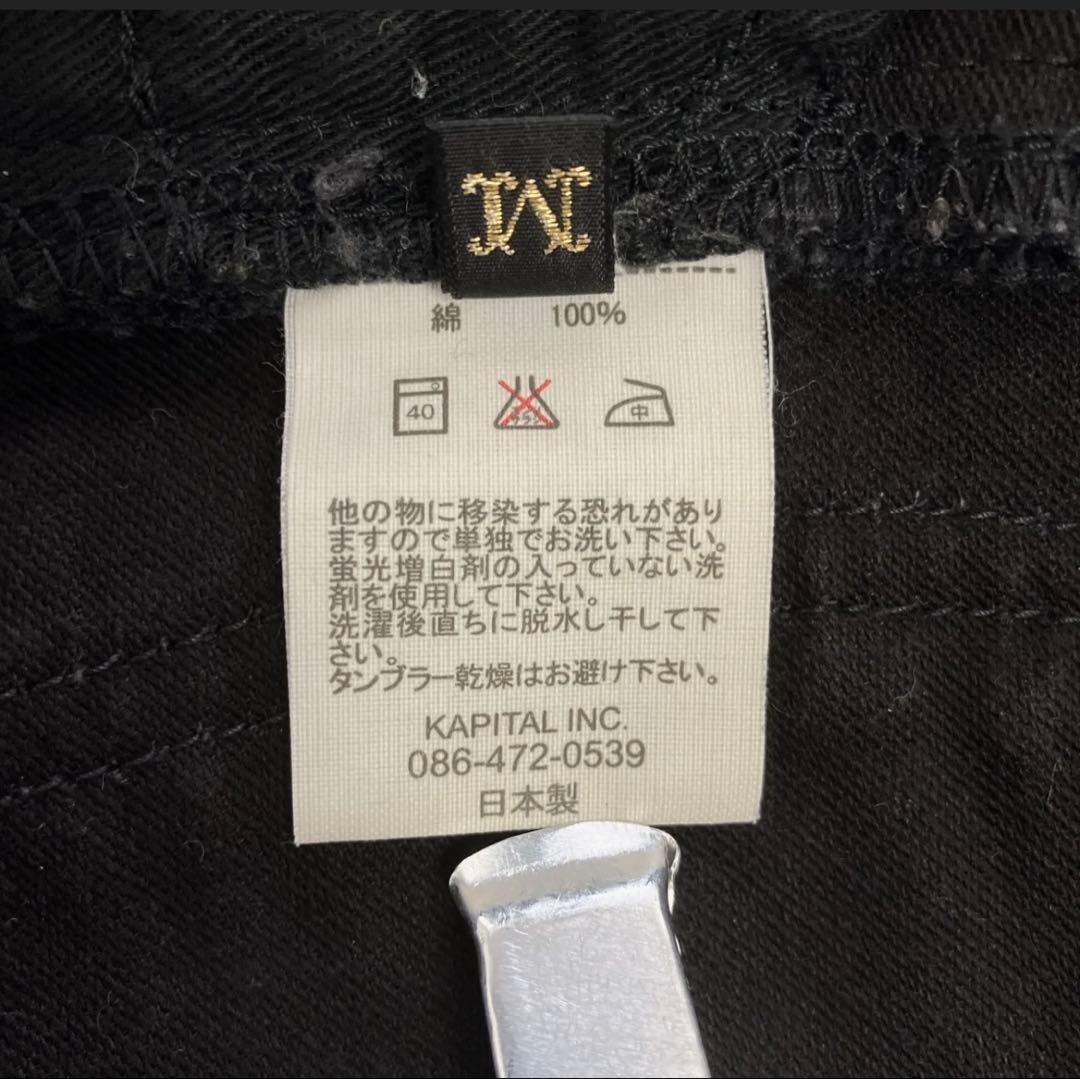 M
綿 100%
40 中
他の物に移染する恐れがあり
ますので単独でお洗い下さい。
蛍光増白剤の入っていない洗
剤を使用して下さい。
洗濯後直ちに脱水し干して下
さい。
タンブラー乾燥はお避け下さい。
KAPITAL INC.
086-472-0539
日本製